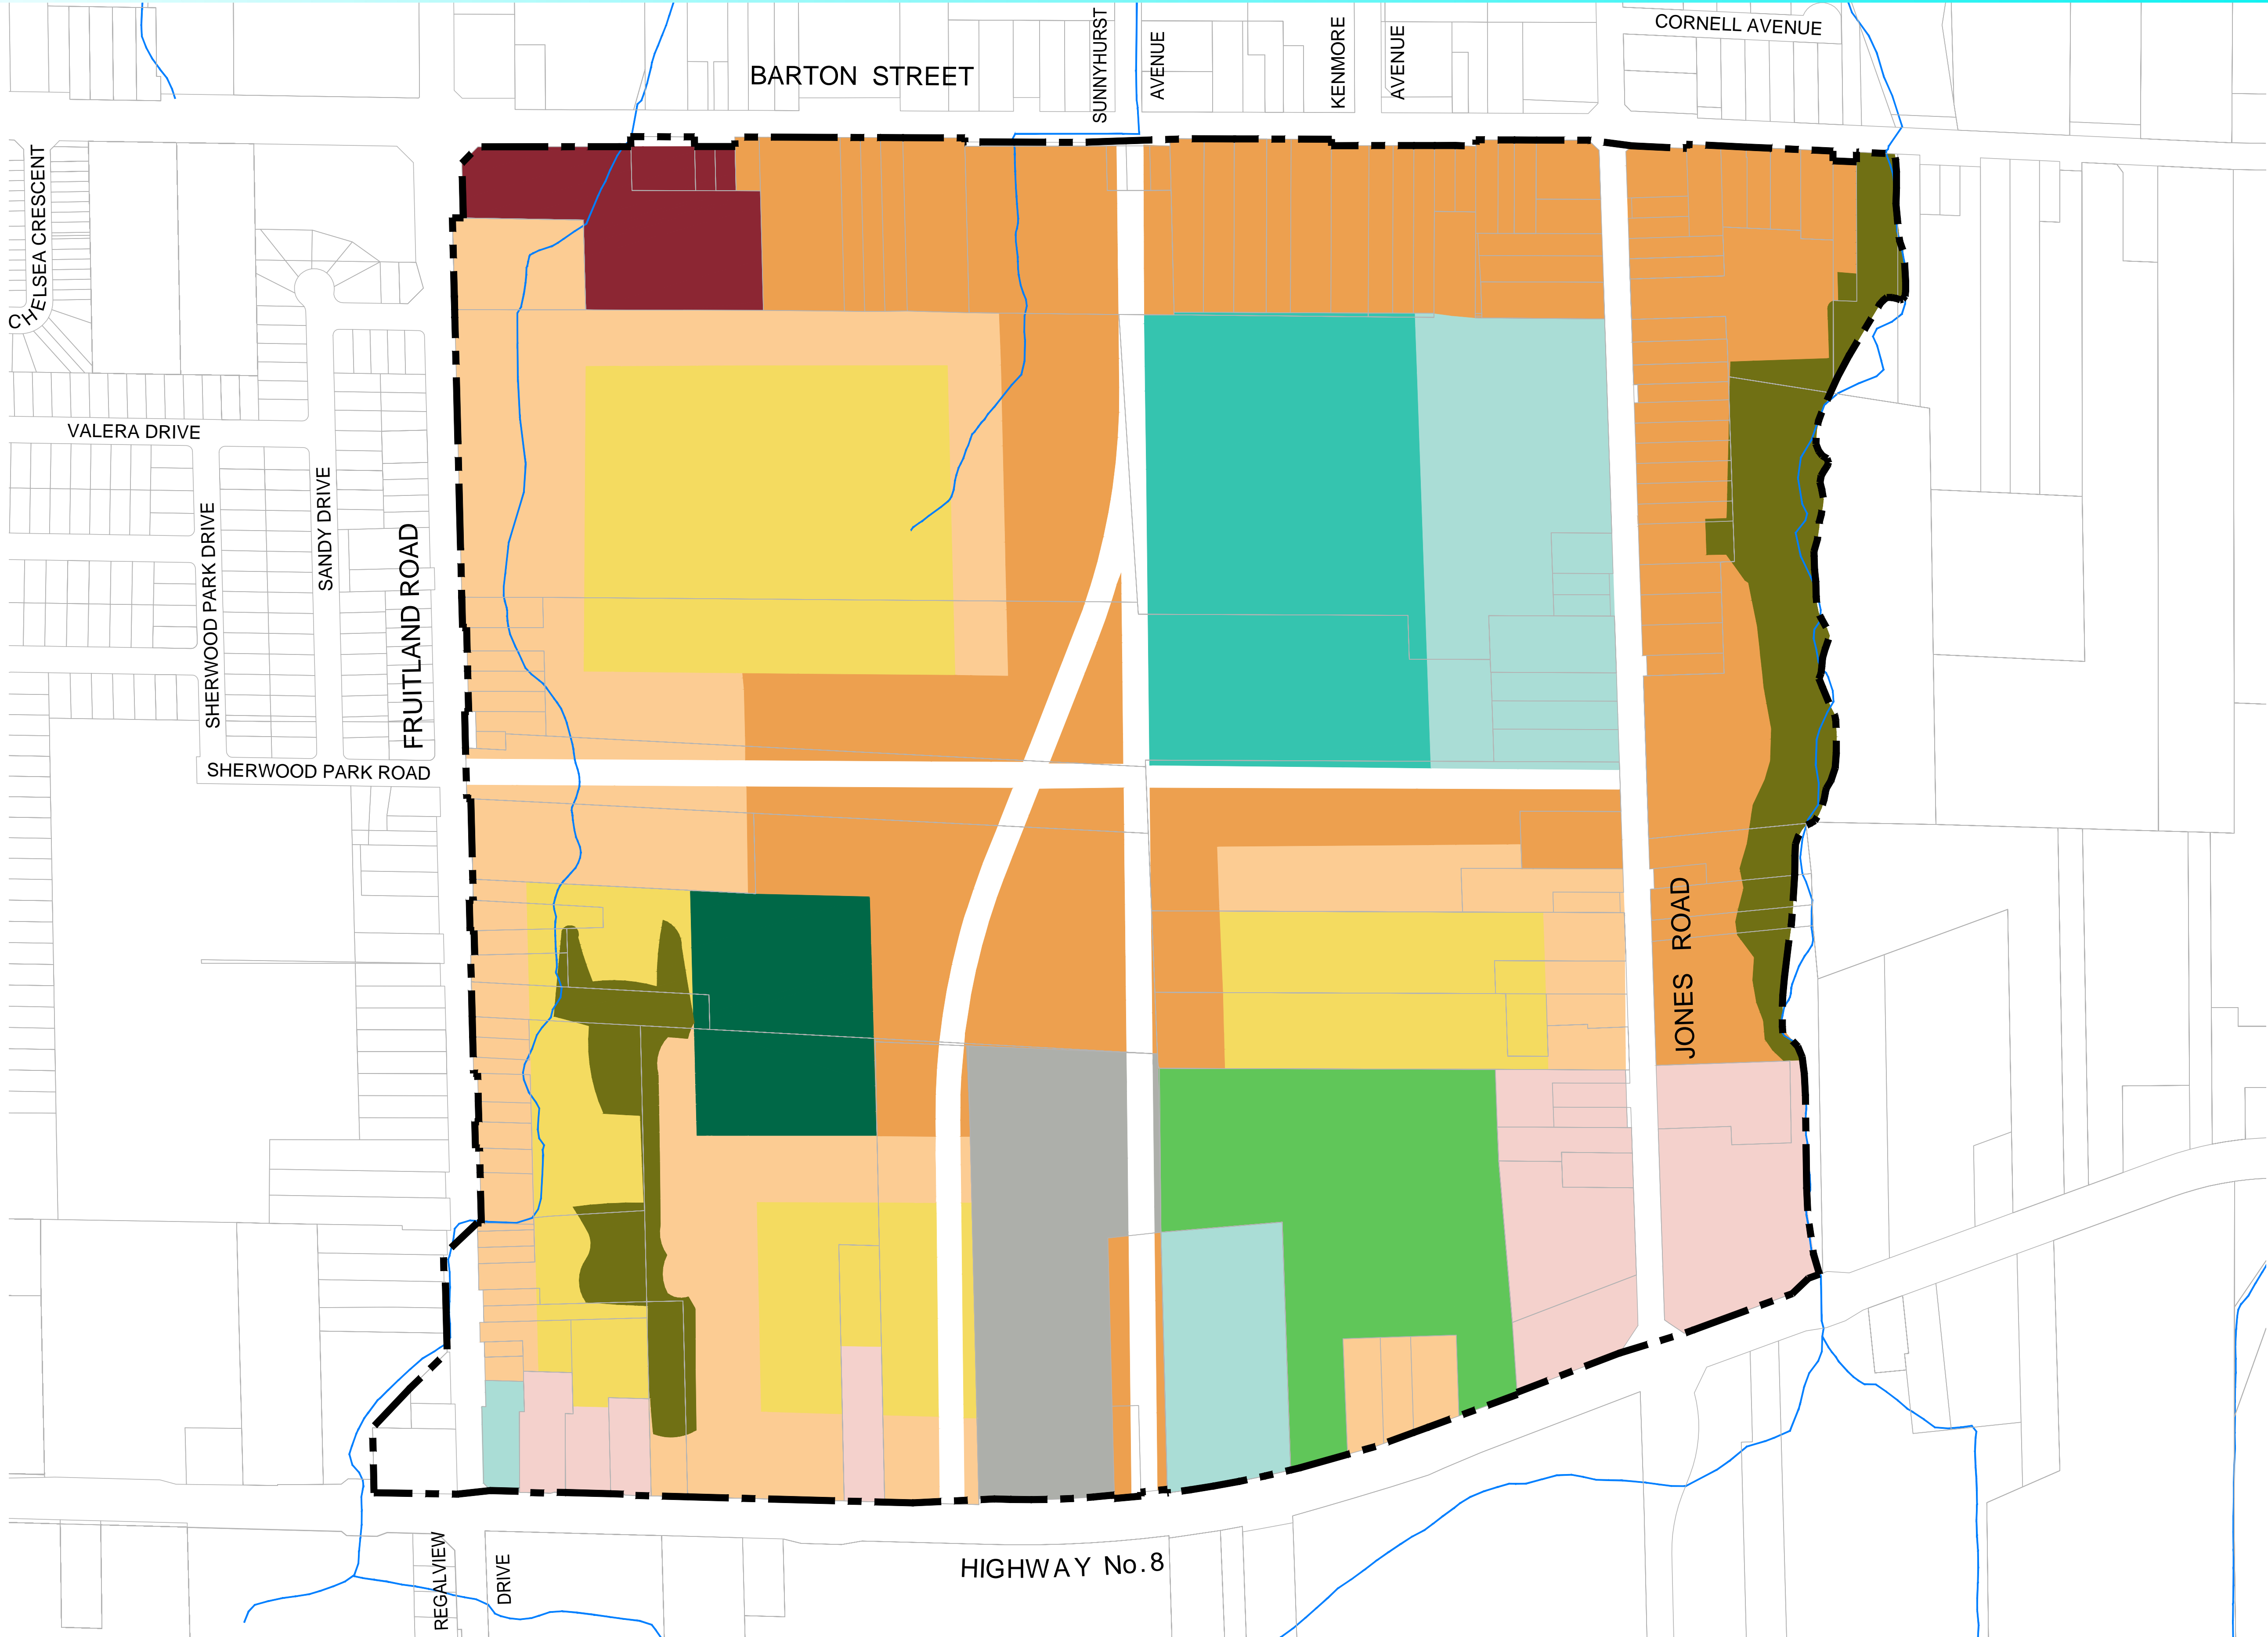 CORNELL AVENUE
SUNNYHURST
AVENUE
KENMORE
AVENUE
BARTON STREET
CHELSEA CRESCENT
VALERA DRIVE
SHERWOOD PARK DRIVE
SANDY DRIVE
FRUITLAND ROAD
SHERWOOD PARK ROAD
JONES ROAD
HIGHWAY No. 8
REGALVIEW
DRIVE